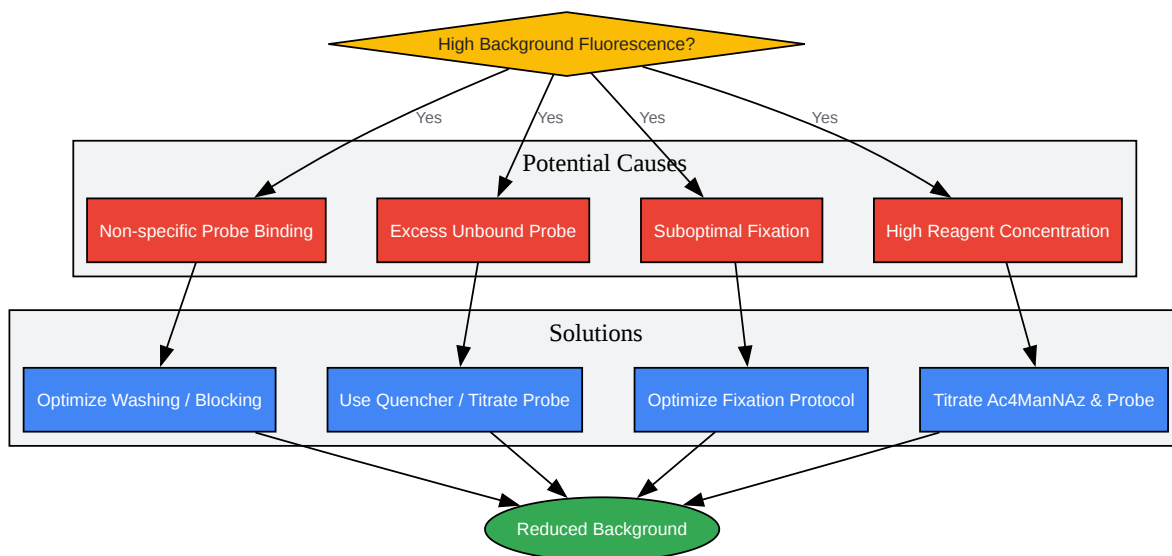 High Background Fluorescence?
Yes
Yes
Yes
Yes
Potential Causes
Non-specific Probe Binding
Excess Unbound Probe
Suboptimal Fixation
High Reagent Concentration
Solutions
Optimize Washing / Blocking
Use Quencher / Titrate Probe
Optimize Fixation Protocol
Titrate Ac4ManNAz & Probe
Reduced Background